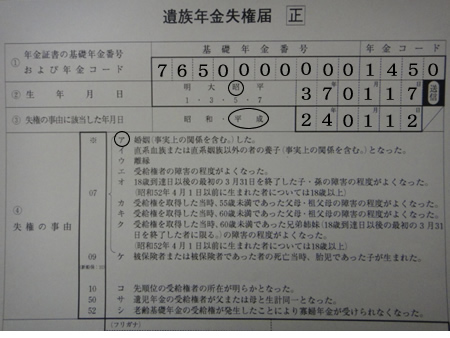 遺族年金失権届 正
基礎年金番号 年金コード
① 年金証書の基礎年金番号 および年金コード 7650000000 1450
② 生年月日 明 大 昭 平 370117 送信
1・3・5・7
③ 失権の事由に該当した年月日 昭和・平成 240112
④ 失権の事由
※ ア 婚姻(事実上の関係を含む。)した。
イ 直系血族または直系姻族以外の者の養子(事実上の関係を含む。)となった。
ウ 離縁
エ 受給権者の障害の程度がよくなった。
07 オ 18歳到達日以後の最初の3月31日を終了した子・孫の障害の程度がよくなった。
(昭和52年4月1日以前に生まれた者については18歳以上)
カ 受給権を取得した当時、55歳未満であった父母・祖父母の障害の程度がよくなった。
キ 受給権を取得した当時、60歳未満であった父母・祖父母の障害の程度がよくなった。
ク 受給権を取得した当時、60歳未満であった兄弟姉妹(18歳到達日以後の最初の3月31日を終了した者に限る。)の障害の程度がよくなった。
(昭和52年4月1日以前に生まれた者については18歳以上)
09 ケ 被保険者または被保険者であった者の死亡当時、胎児であった子が生まれた。
10 コ 先順位の受給権者の所在が明らかとなった。
50 サ 遺児年金の受給権者が父または母と生計同一となった。
52 シ 老齢基礎年金の受給権が発生したことにより寡婦年金が受けられなくなった。
(フリガナ)